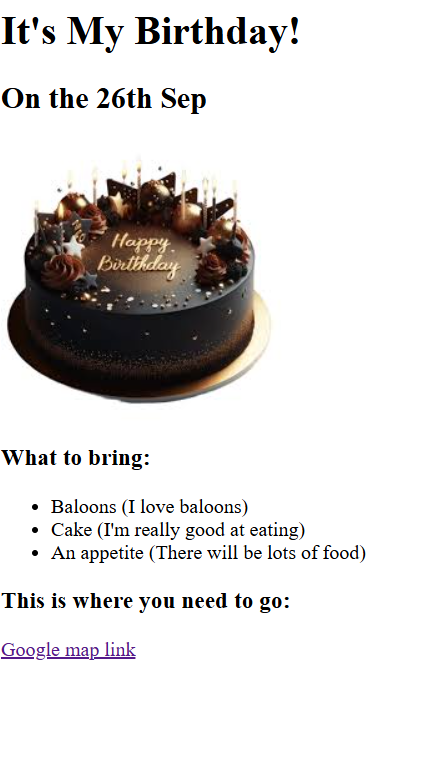 It's My Birthday!
On the 26th Sep
Happy
Birtthday
What to bring:
Baloons (I love baloons)
Cake (I'm really good at eating)
An appetite (There will be lots of food)
This is where you need to go:
Google map link